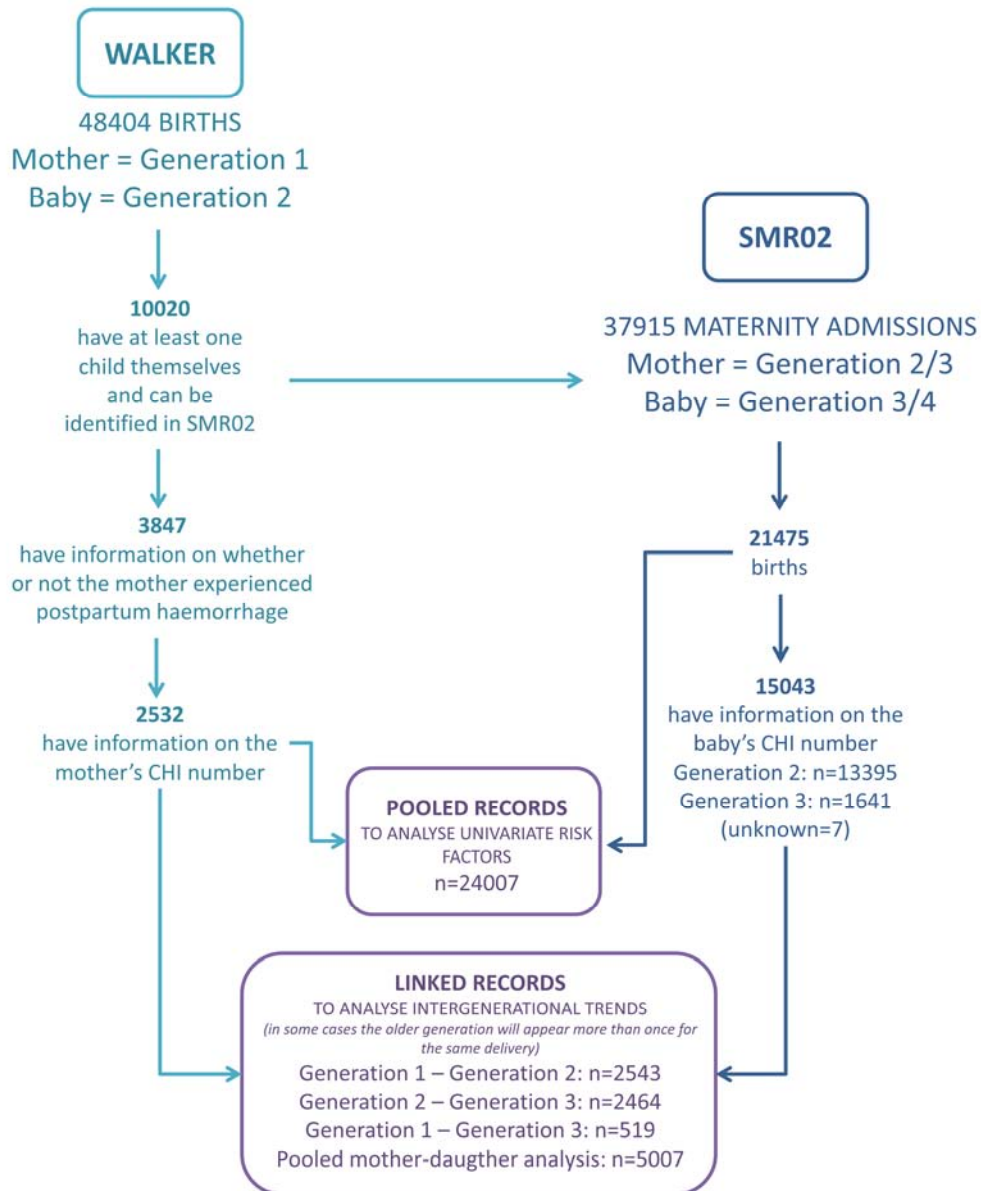 WALKER
48404 BIRTHS
Mother = Generation 1
Baby = Generation 2
10020
have at least one
child themselves
and can be
identified in SMR02
3847
have information on whether
or not the mother experienced
postpartum haemorrhage
2532
have information on the
mother's CHI number
SMR02
37915 MATERNITY ADMISSIONS
Mother = Generation 2/3
Baby = Generation 3/4
21475
births
15043
have information on the
baby's CHI number
Generation 2: n=13395
Generation 3: n=1641
(unknown=7)
POOLED RECORDS
TO ANALYSE UNIVARIATE RISK
FACTORS
n=24007
LINKED RECORDS
TO ANALYSE INTERGENERATIONAL TRENDS
(in some cases the older generation will appear more than once for
the same delivery)
Generation 1 – Generation 2: n=2543
Generation 2 – Generation 3: n=2464
Generation 1 – Generation 3: n=519
Pooled mother-daugther analysis: n=5007